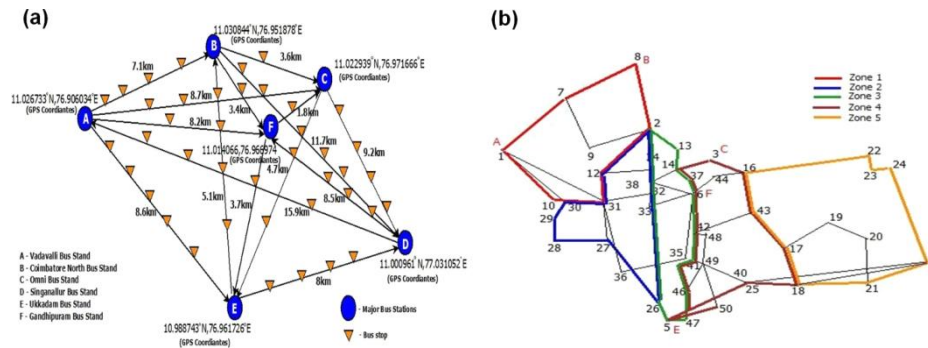 (a)
11.030844°N,76.951878°E
(GPS Coordiantes)
B
7.1km
3.6km
11.022939°N,76.971666°E
(GPS Coordiantes)
C
11.026733°N,76.906034°E
(GPS Coordiantes)
A
8.7km
3.4km
1.8km
8.2km
F
11.014066,76.966974
(GPS Coordiantes)
4.7km
11.7km
9.2km
8.6km
5.1km
3.7km
15.9km
8.5km
D
11.000961°N,77.031052°E
(GPS Coordiantes)
8km
E
10.988743°N,76.961726°E
(GPS Coordiantes)
A - Vadavalli Bus Stand
B - Coimbatore North Bus Stand
C - Omni Bus Stand
D - Singanallur Bus Stand
E - Ukkadam Bus Stand
F - Gandhipuram Bus Stand
- Major Bus Stations
- Bus stop
(b)
Zone 1
Zone 2
Zone 3
Zone 4
Zone 5
8
B
7
2
A
1
9
13
C
3
16
22
23
24
14
14
12
38
37
44
32
6
F
10
30
31
33
43
29
42
19
28
27
48
17
20
36
35
41
49
40
46
25
18
21
26
50
5
E
47